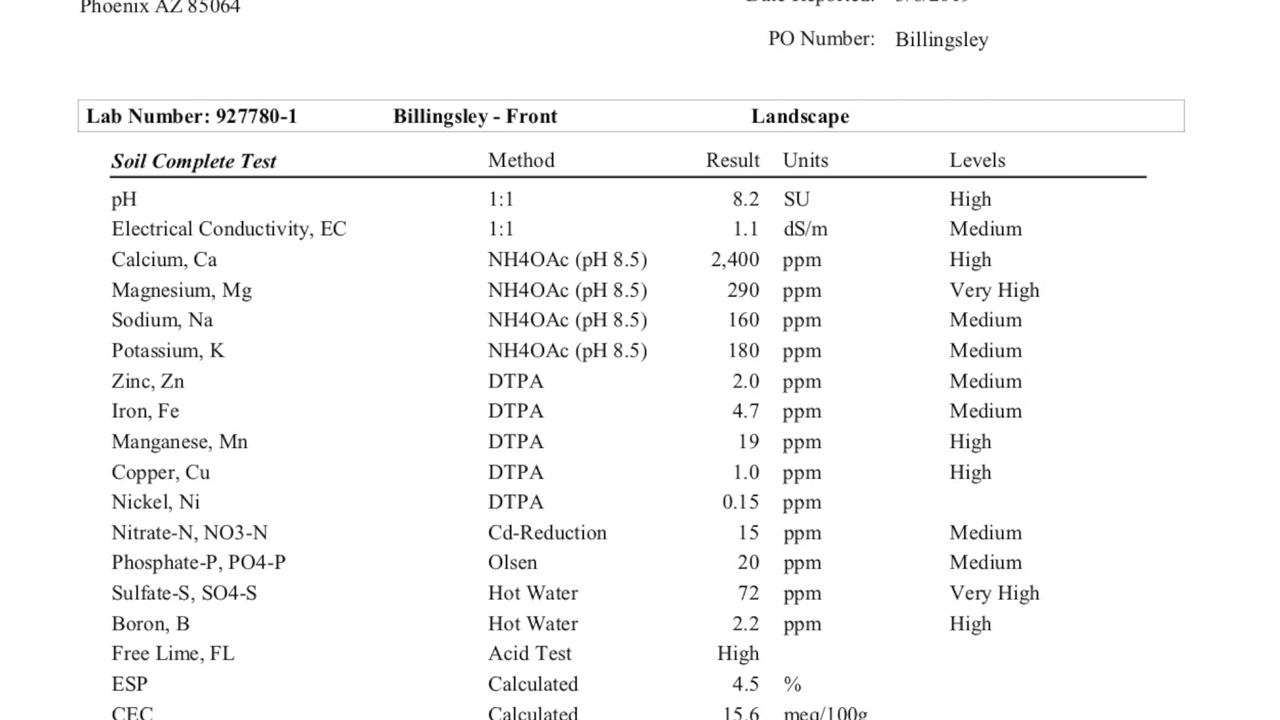 Phoenix AZ 85064
PO Number: Billingsley
Lab Number: 927780-1 Billingsley - Front Landscape
Soil Complete Test Method Result Units Levels
pH 1:1 8.2 SU High
Electrical Conductivity, EC 1:1 1.1 dS/m Medium
Calcium, Ca NH4OAc (pH 8.5) 2,400 ppm High
Magnesium, Mg NH4OAc (pH 8.5) 290 ppm Very High
Sodium, Na NH4OAc (pH 8.5) 160 ppm Medium
Potassium, K NH4OAc (pH 8.5) 180 ppm Medium
Zinc, Zn DTPA 2.0 ppm Medium
Iron, Fe DTPA 4.7 ppm Medium
Manganese, Mn DTPA 19 ppm High
Copper, Cu DTPA 1.0 ppm High
Nickel, Ni DTPA 0.15 ppm
Nitrate-N, NO3-N Cd-Reduction 15 ppm Medium
Phosphate-P, PO4-P Olsen 20 ppm Medium
Sulfate-S, SO4-S Hot Water 72 ppm Very High
Boron, B Hot Water 2.2 ppm High
Free Lime, FL Acid Test High
ESP Calculated 4.5 %
CEC Calculated 15.6 meq/100g